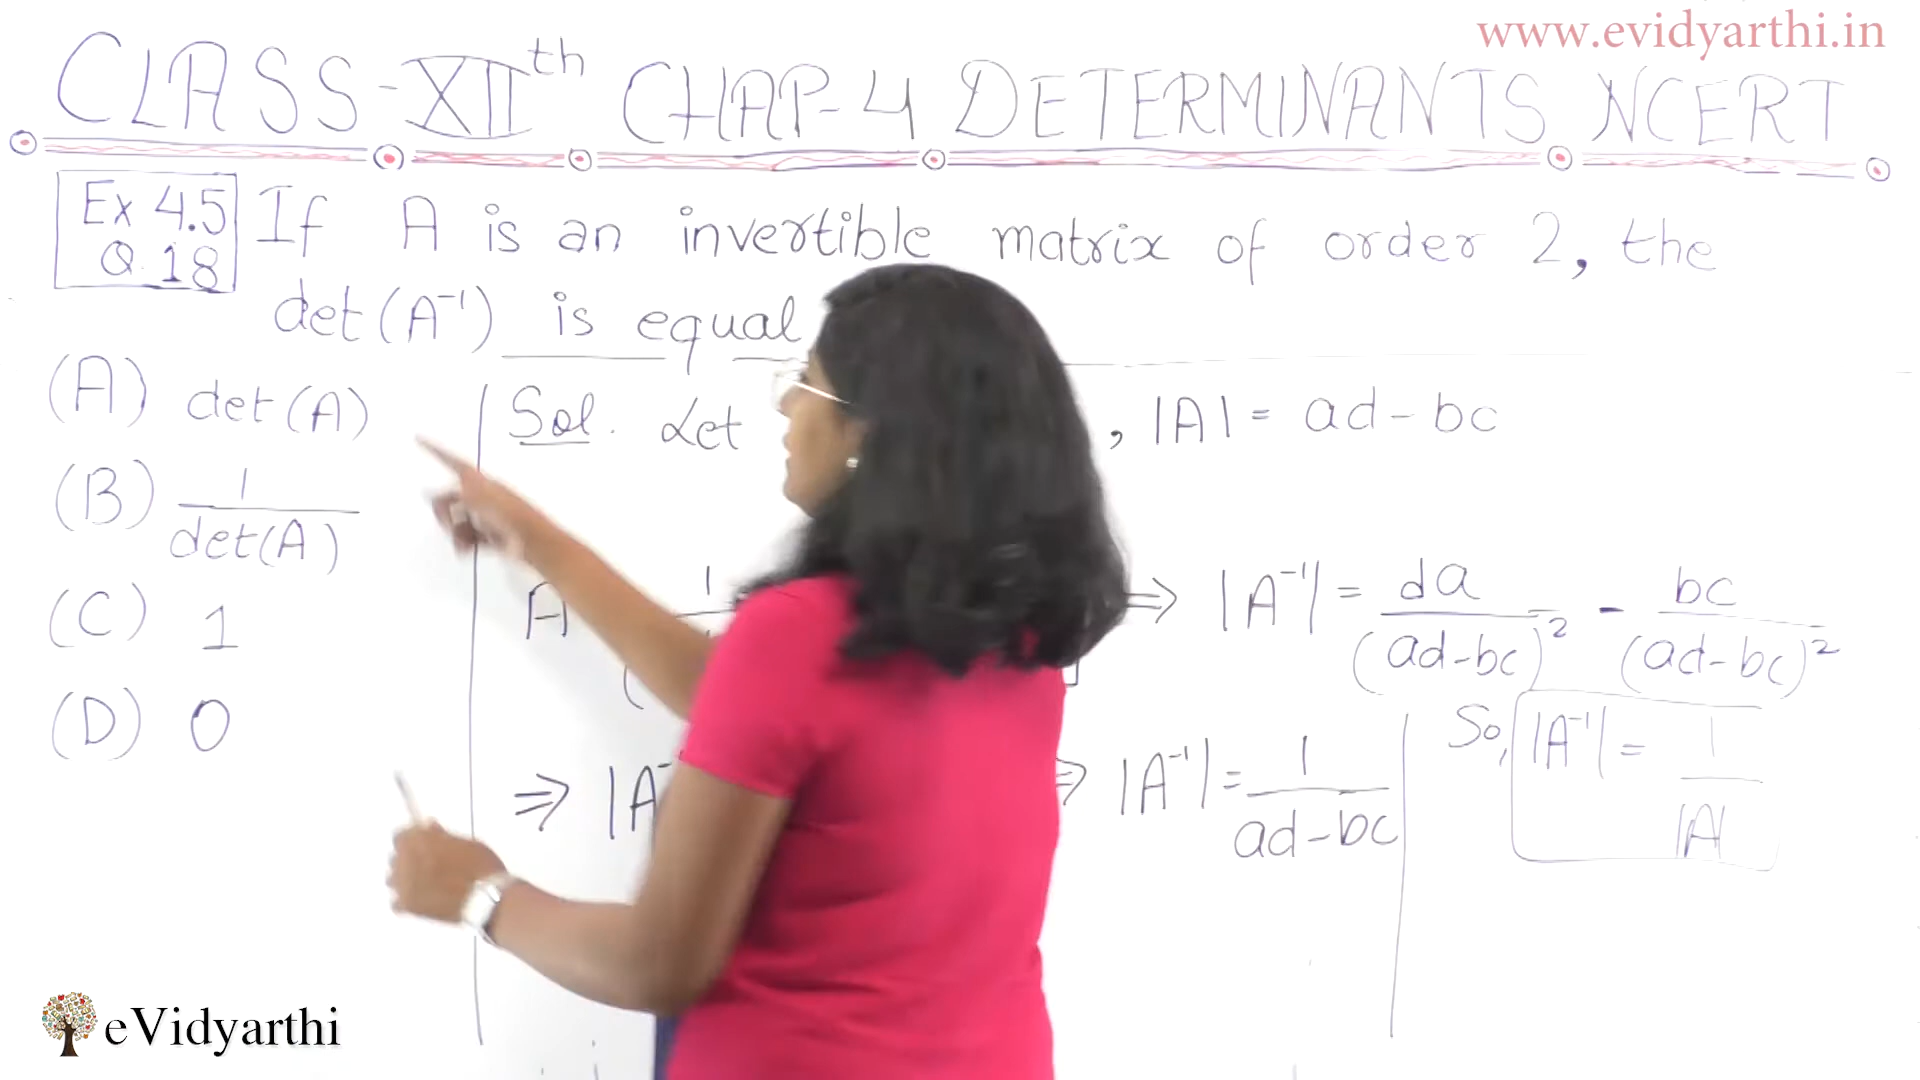 www.evidyarthi.in
CLASS-XIIth CHAP-4 DETERMINANTS NCERT
Ex 4.5
Q.18
If A is an invertible matrix of order 2, the
det(A⁻¹) is equal
(A) det(A)
(B) 1/det(A)
(C) 1
(D) 0
Sol. Let , |A| = ad-bc
A 1
⇒ |A⁻¹| = da/(ad-bc)² - bc/(ad-bc)²
⇒ |A⁻
⇒ |A⁻¹| = 1/ad-bc
So, |A⁻¹| = 1/|A|
eVidyarthi